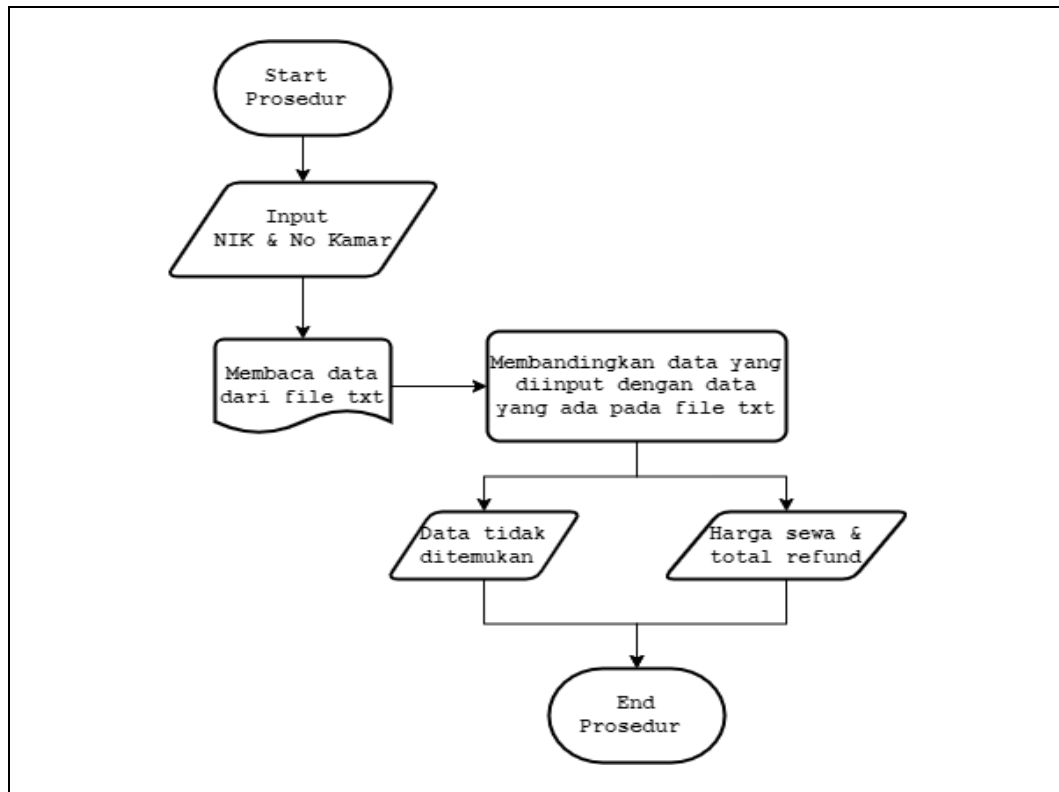 Start
Prosedur
Input
NIK & No Kamar
Membaca data
dari file txt
Membandingkan data yang
diinput dengan data
yang ada pada file txt
Data tidak
ditemukan
Harga sewa &
total refund
End
Prosedur